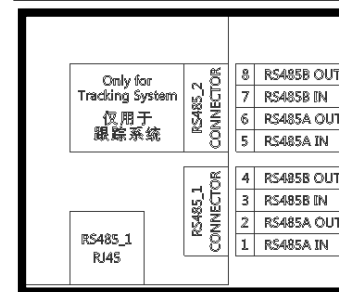 Only for
Tracking System
仅用于
跟踪系统
RS485_2
CONNECTOR
8 RS485B OUT
7 RS485B IN
6 RS485A OUT
5 RS485A IN
RS485_1
CONNECTOR
4 RS485B OUT
3 RS485B IN
2 RS485A OUT
1 RS485A IN
RS485_1
RJ45